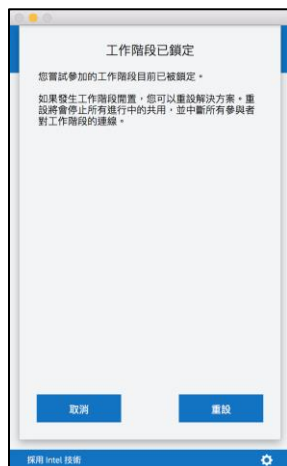 工作階段已鎖定
您嘗試參加的工作階段目前已被鎖定。
如果發生工作階段閒置，您可以重設解決方案。重
設將會停止所有進行中的共用，並中斷所有參與者
對工作階段的連線。
取消
重設
採用 Intel 技術